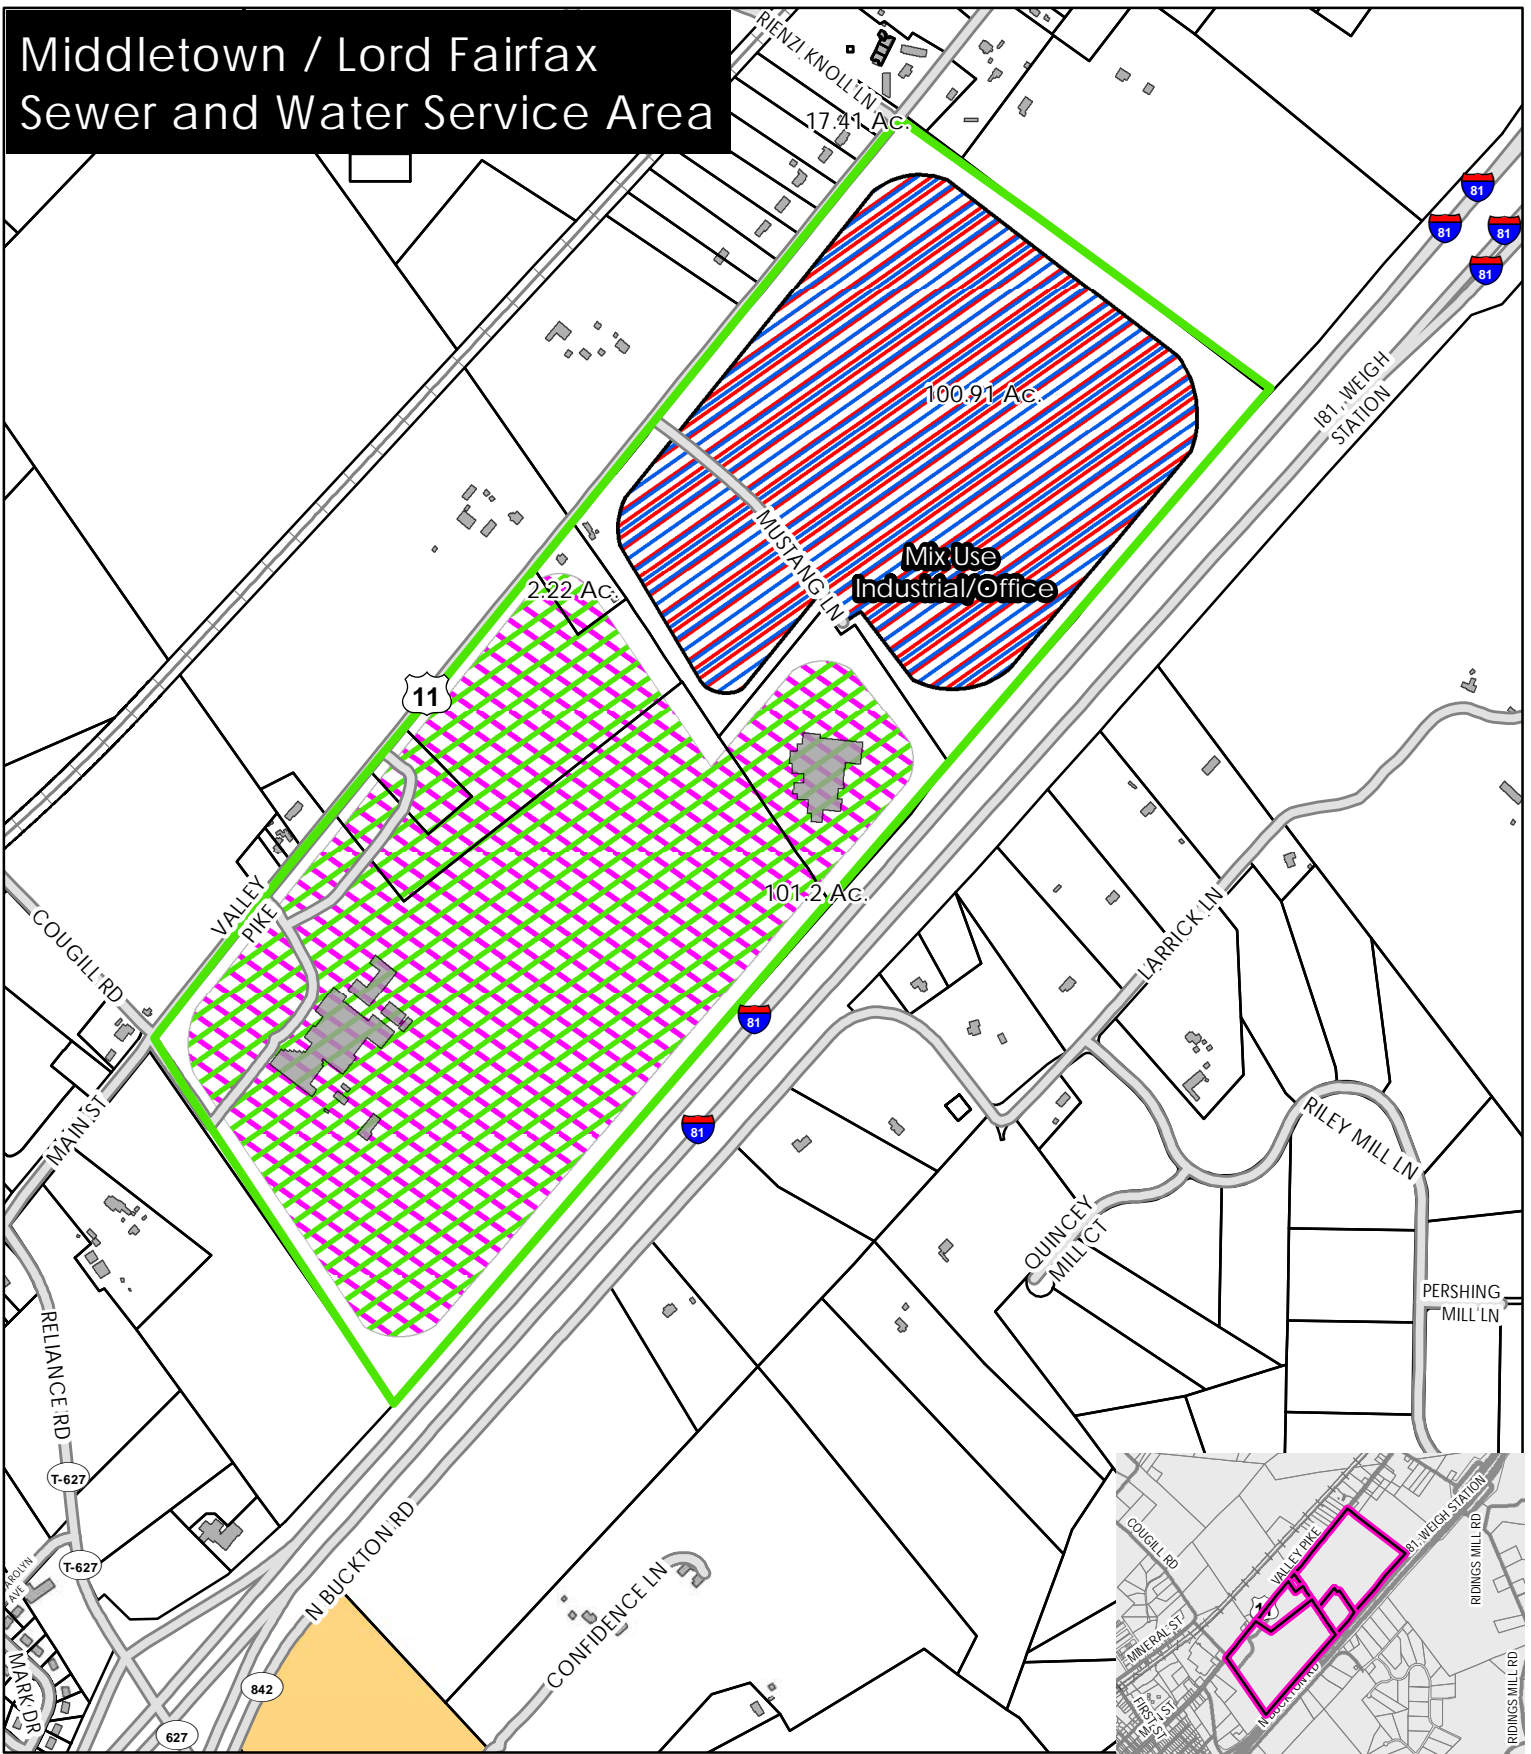 Middletown / Lord Fairfax
Sewer and Water Service Area
RIENZI KNOLL LN
17.41 Ac.
81
81
81
81
I81, WEIGH
STATION
100.91 Ac.
MUSTANG LN
Mix Use
Industrial/Office
2.22 Ac.
11
VALLEY
PIKE
COUGILL RD
101.2 Ac.
LARRICK LN
81
81
MAIN ST
RILEY MILL LN
QUINCEY
MILL CT
PERSHING
MILL LN
RELIANCE RD
T-627
T-627
N BUCKTON RD
CONFIDENCE LN
AVE
MARK DR
842
627
COUGILL RD
VALLEY PIKE
81, WEIGH STATION
RIDINGS MILL RD
MINERAL ST
FIRST ST
MAIN ST
N BUCKTON RD
RIDINGS MILL RD